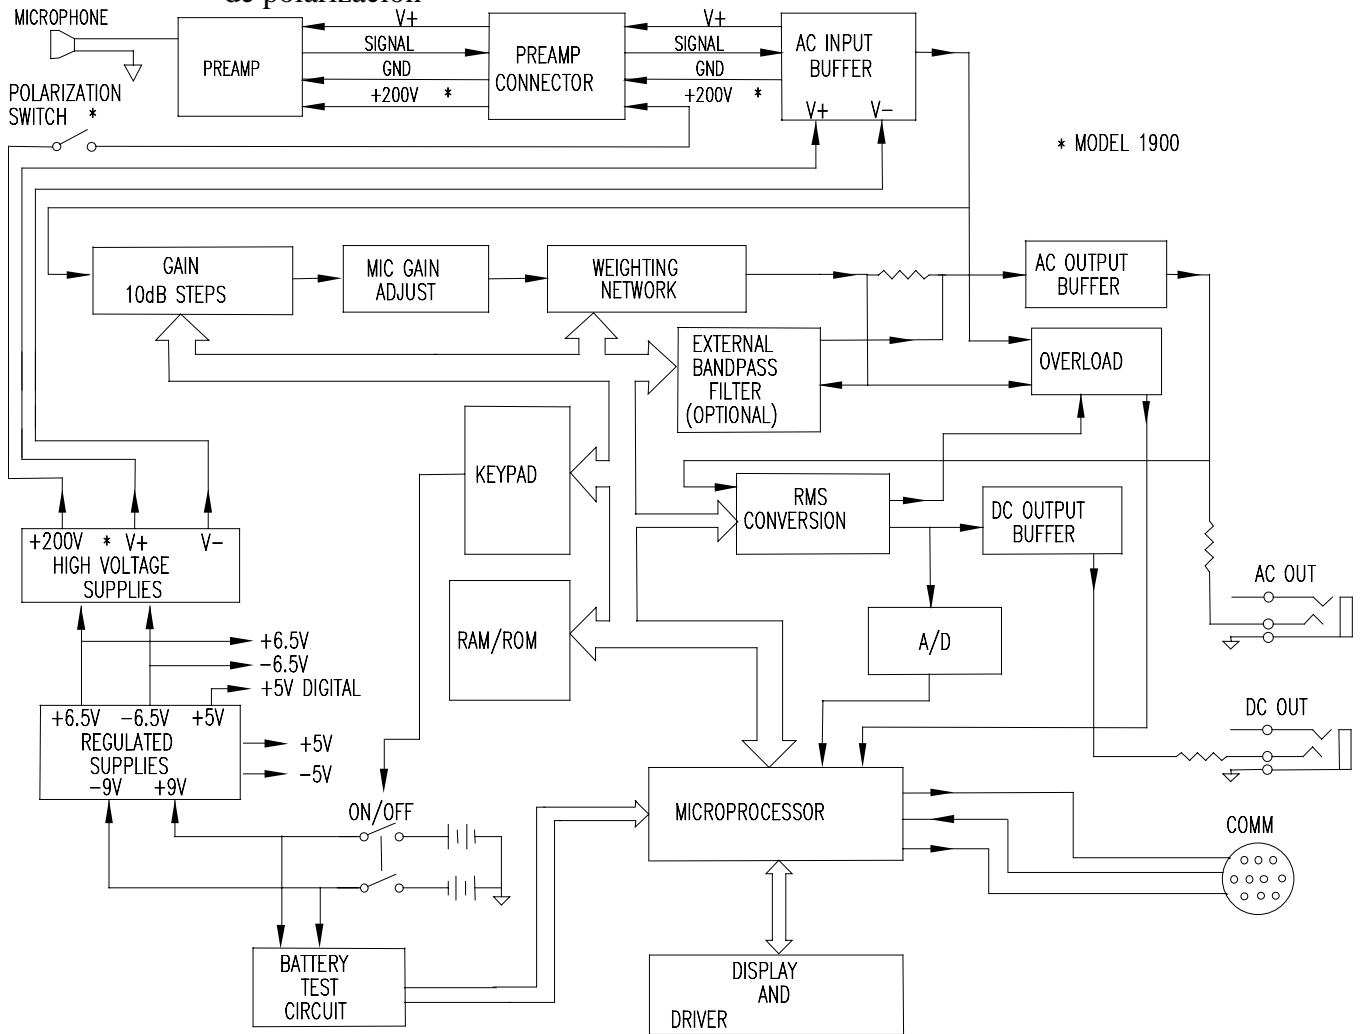 de polarización
MICROPHONE
PREAMP
V+
SIGNAL
GND
+200V *
PREAMP
CONNECTOR
V+
SIGNAL
GND
+200V *
AC INPUT
BUFFER
V+ V-
POLARIZATION
SWITCH *
* MODEL 1900
GAIN
10dB STEPS
MIC GAIN
ADJUST
WEIGHTING
NETWORK
AC OUTPUT
BUFFER
EXTERNAL
BANDPASS
FILTER
(OPTIONAL)
OVERLOAD
KEYPAD
RMS
CONVERSION
DC OUTPUT
BUFFER
+200V * V+ V-
HIGH VOLTAGE
SUPPLIES
AC OUT
RAM/ROM
A/D
+6.5V
-6.5V
+5V DIGITAL
+6.5V -6.5V +5V
REGULATED
SUPPLIES
-9V +9V
+5V
-5V
DC OUT
ON/OFF
MICROPROCESSOR
COMM
BATTERY
TEST
CIRCUIT
DISPLAY
AND
DRIVER